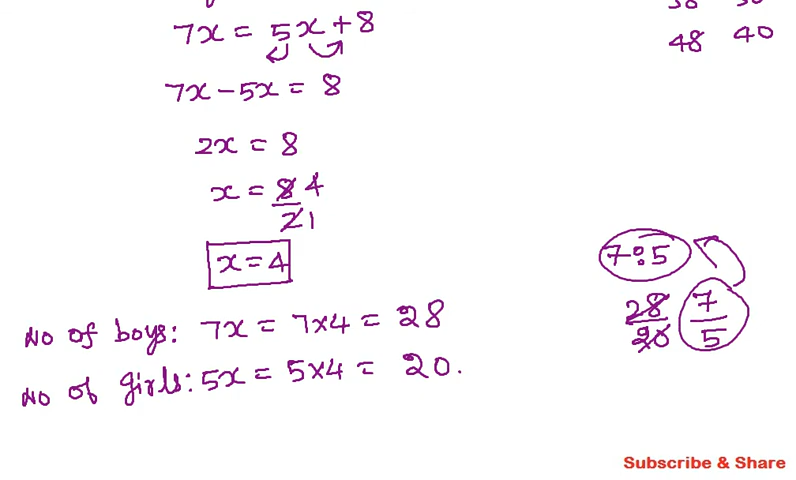 7x = 5x + 8
7x - 5x = 8
2x = 8
x = 8/2 4 1
x = 4
No of boys: 7x = 7x4 = 28
No of girls: 5x = 5x4 = 20.
48 40
7:5
28/20 7/5
Subscribe & Share